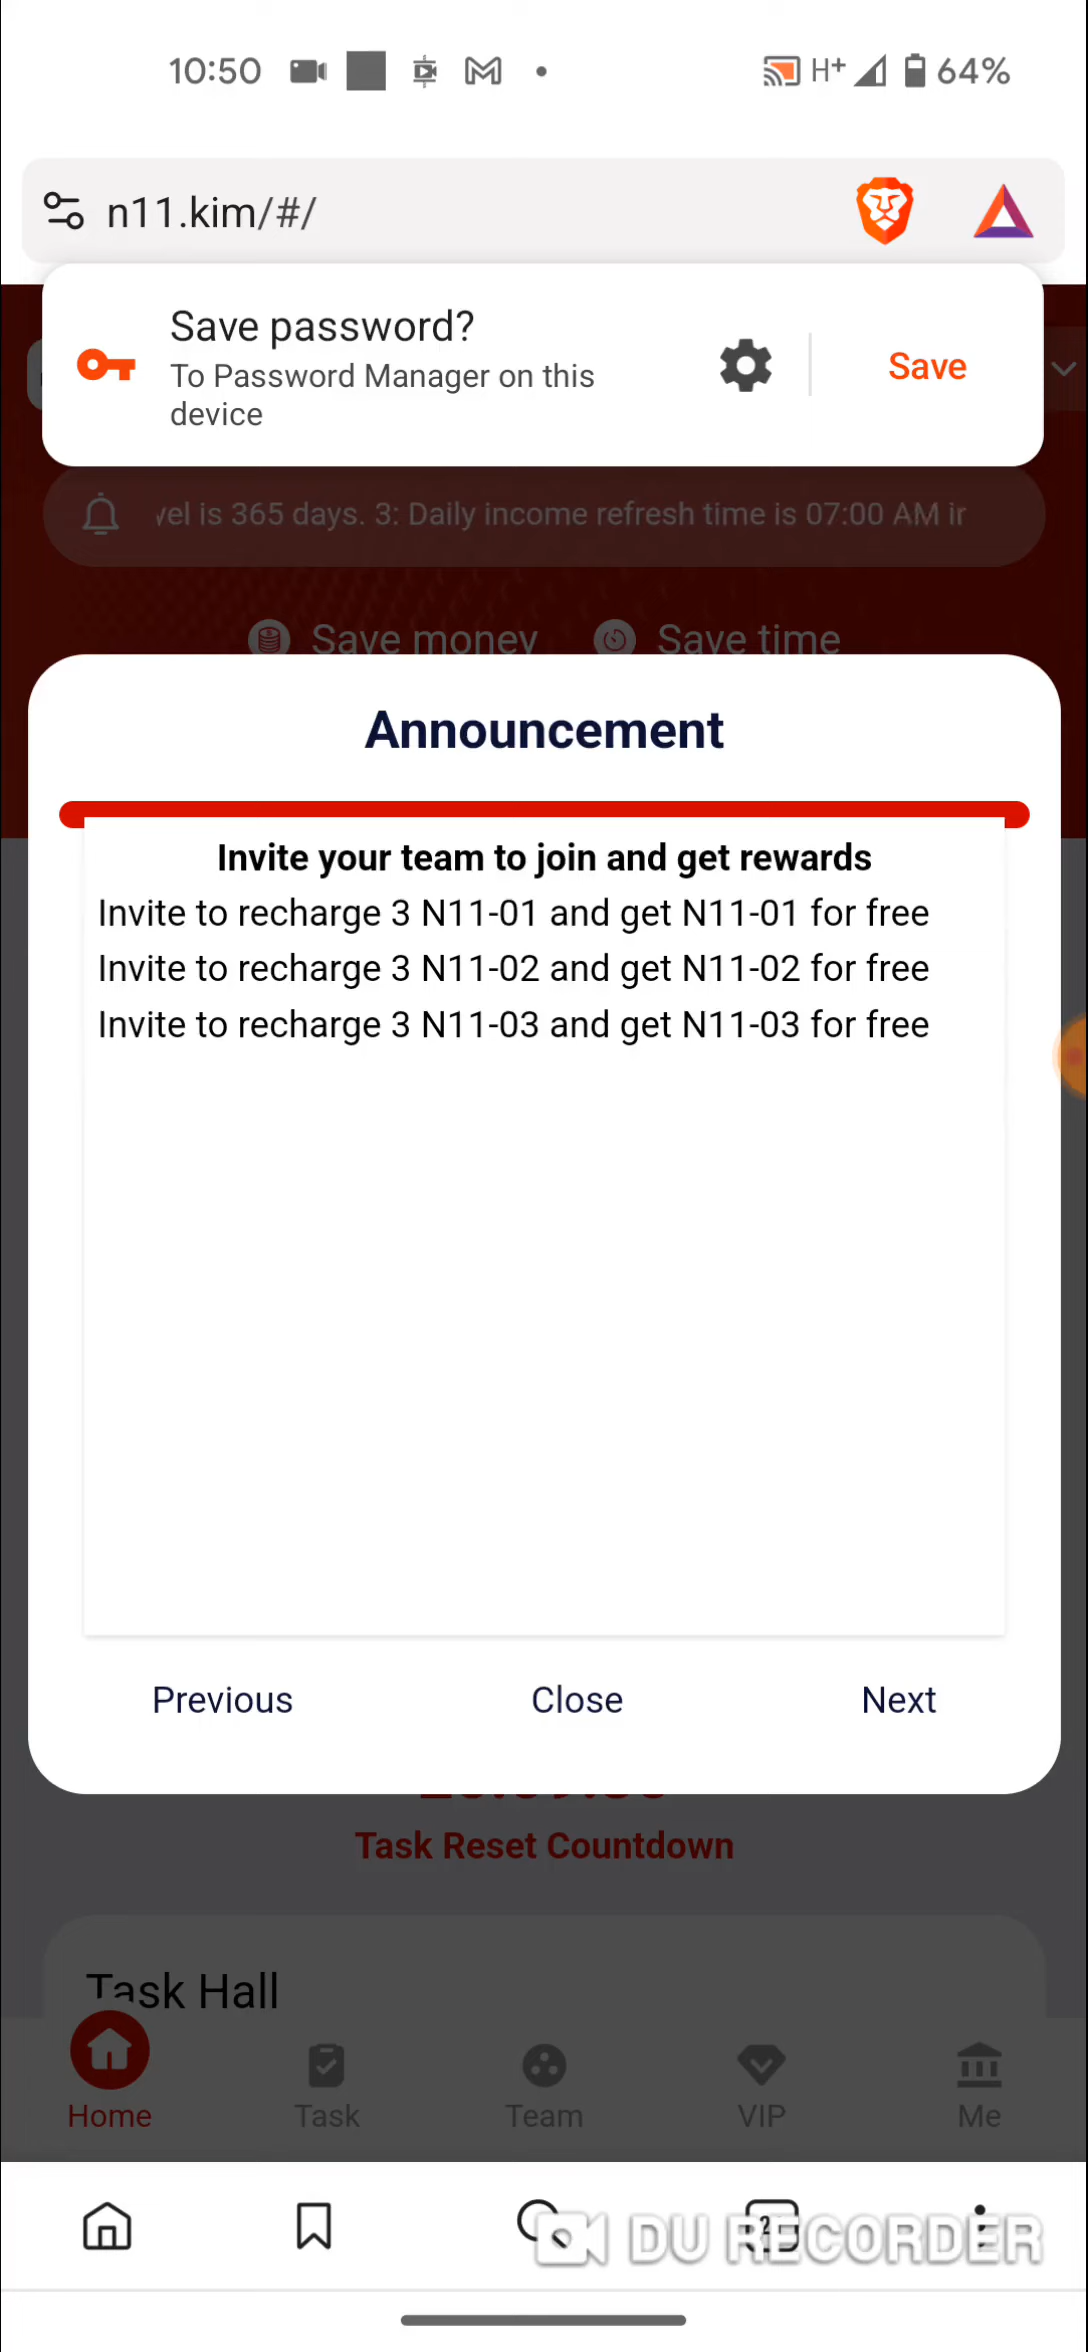 10:50
H+
64%
n11.kim/#/
Save password?
To Password Manager on this
device
Save
vel is 365 days. 3: Daily income refresh time is 07:00 AM ir
Save money
Save time
Announcement
Invite your team to join and get rewards
Invite to recharge 3 N11-01 and get N11-01 for free
Invite to recharge 3 N11-02 and get N11-02 for free
Invite to recharge 3 N11-03 and get N11-03 for free
Previous
Close
Next
Task Reset Countdown
Task Hall
Home
Task
Team
VIP
Me
DU RECORDER